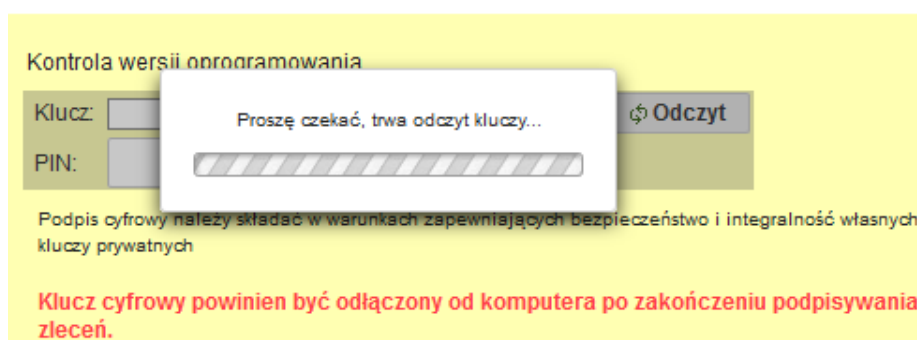 Kontrola wersji oprogramowania
Proszę czekać, trwa odczyt kluczy...
Klucz:
Odczyt
PIN:
Podpis cyfrowy należy składać w warunkach zapewniających bezpieczeństwo i integralność własnych
kluczy prywatnych
Klucz cyfrowy powinien być odłączony od komputera po zakończeniu podpisywania
zleceń.